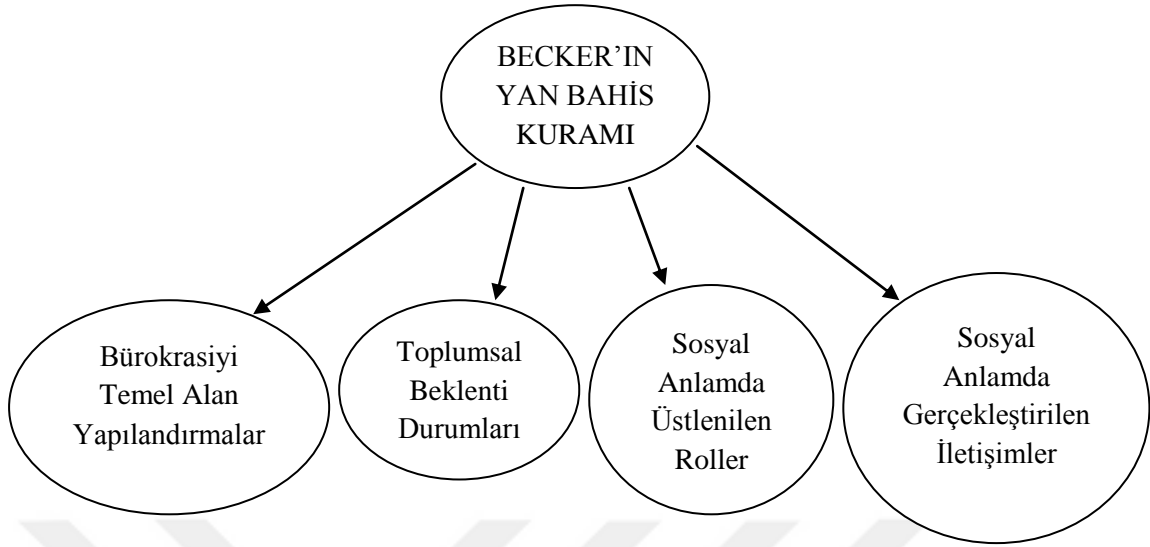 BECKER’IN
YAN BAHİS
KURAMI
Bürokrasiyi
Temel Alan
Yapılandırmalar
Toplumsal
Beklenti
Durumları
Sosyal
Anlamda
Üstlenilen
Roller
Sosyal
Anlamda
Gerçekleştirilen
İletişimler